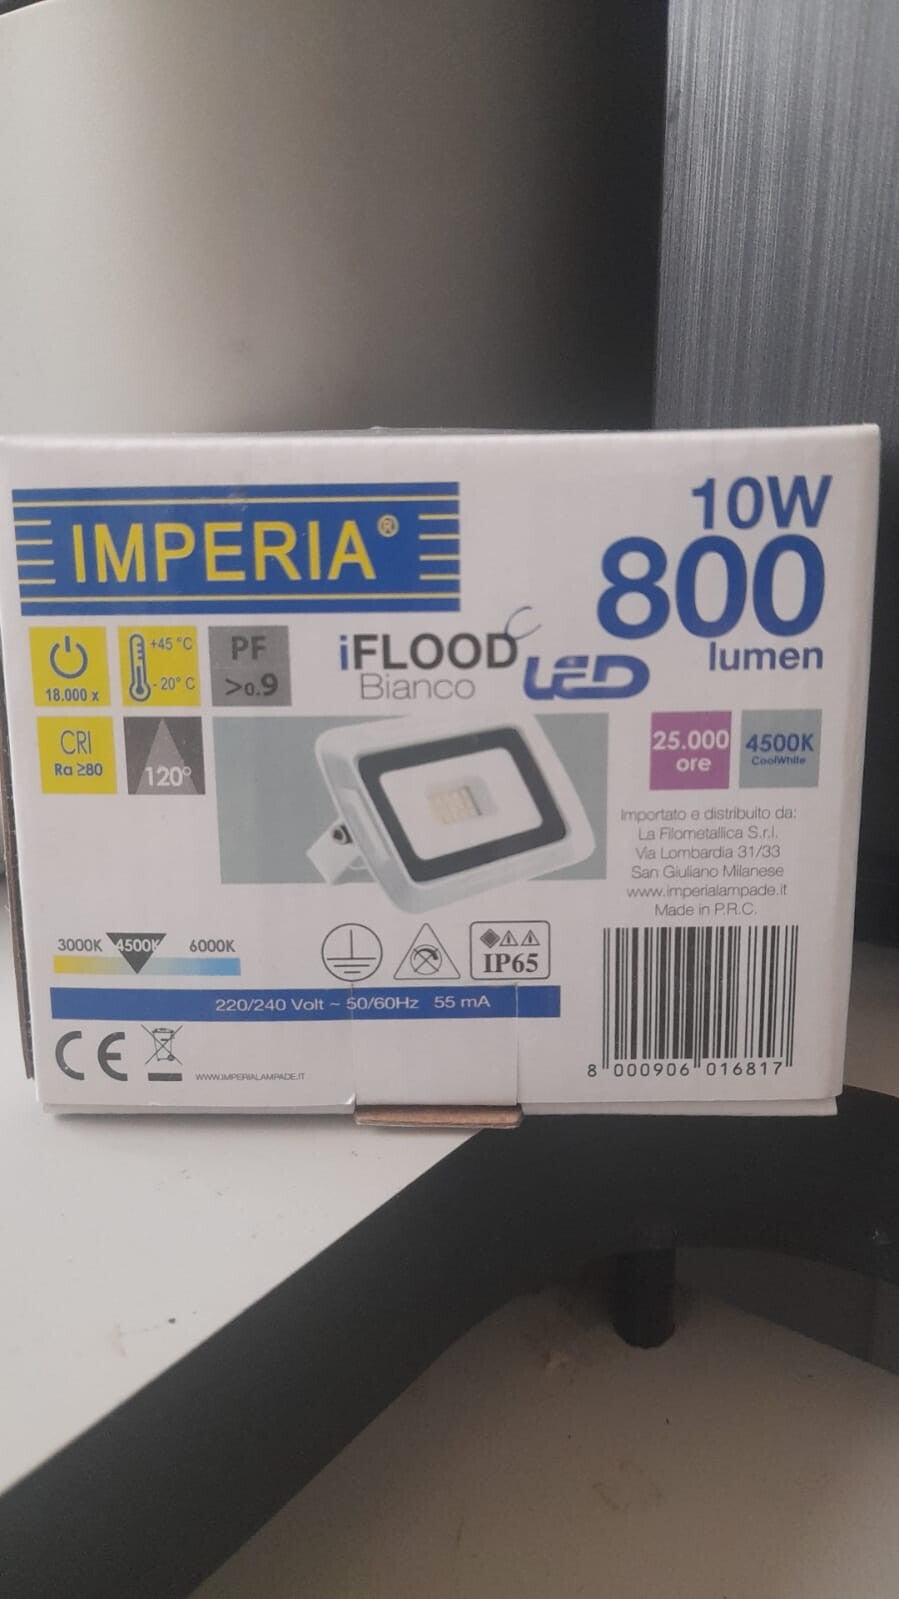 IMPERIA®
10W
800
lumen
18.000 x
+45 °C
- 20° C
PF
>0.9
iFLOOD
Bianco
LED
CRI
Ra ≥80
120°
25.000
ore
4500K
CoolWhite
Importato e distribuito da:
La Filometallica S.r.l.
Via Lombardia 31/33
San Giuliano Milanese
www.imperialampade.it
Made in P.R.C.
3000K 4500K 6000K
IP65
220/240 Volt ~ 50/60Hz 55 mA
CE
WWW.IMPERIALAMPADE.IT
8 000906 016817